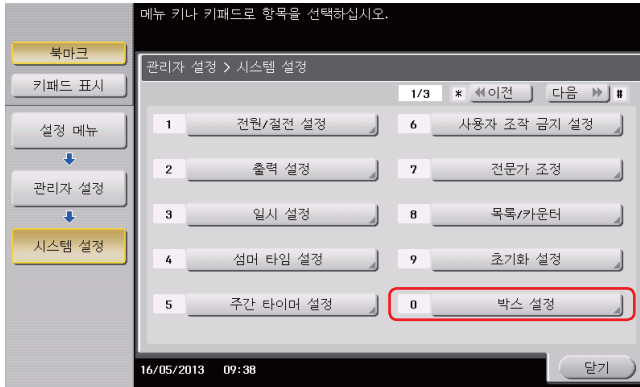 메뉴 키나 키패드로 항목을 선택하십시오.
북마크
키패드 표시
설정 메뉴
관리자 설정
시스템 설정
관리자 설정 > 시스템 설정
1/3 * 이전 다음 #
1 전원/절전 설정
6 사용자 조작 금지 설정
2 출력 설정
7 전문가 조정
3 일시 설정
8 목록/카운터
4 섬머 타임 설정
9 초기화 설정
5 주간 타이머 설정
0 박스 설정
16/05/2013 09:38
닫기